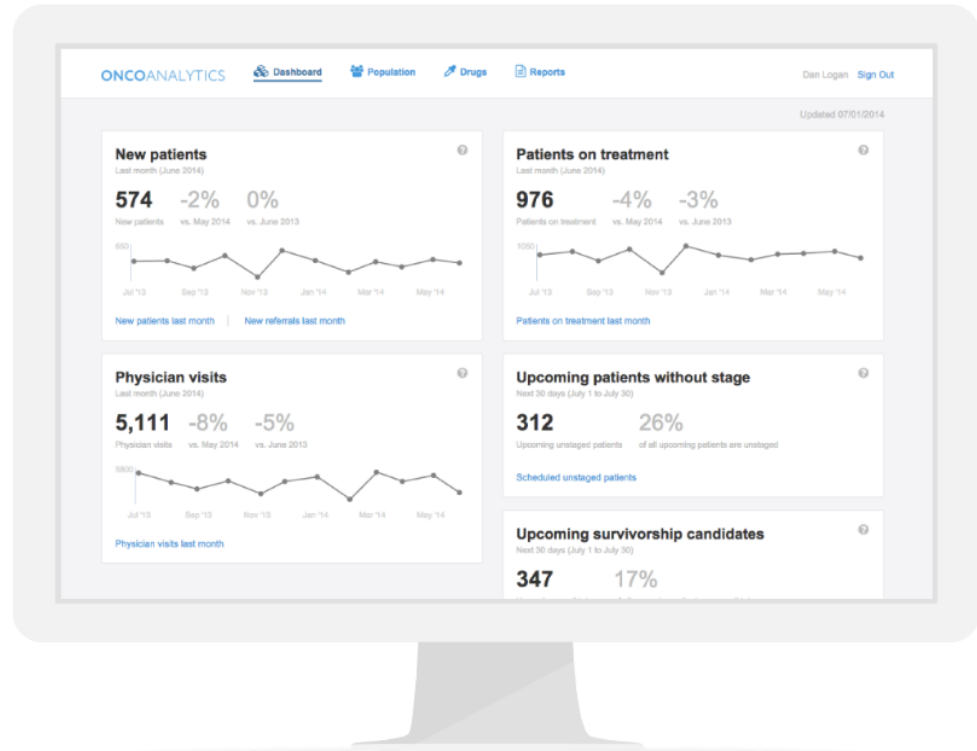 ONCOANALYTICS Dashboard Population Drugs Reports Dan Logan Sign Out
Updated 07/01/2014
New patients
Last month (June 2014)
574 -2% 0%
New patients vs. May 2014 vs. June 2013
650
Jul '13 Sep '13 Nov '13 Jan '14 Mar '14 May '14
New patients last month New referrals last month
Patients on treatment
Last month (June 2014)
976 -4% -3%
Patients on treatment vs. May 2014 vs. June 2013
1050
Jul '13 Sep '13 Nov '13 Jan '14 Mar '14 May '14
Patients on treatment last month
Physician visits
Last month (June 2014)
5,111 -8% -5%
Physician visits vs. May 2014 vs. June 2013
5800
Jul '13 Sep '13 Nov '13 Jan '14 Mar '14 May '14
Physician visits last month
Upcoming patients without stage
Next 30 days (July 1 to July 30)
312 26%
Upcoming unstaged patients of all upcoming patients are unstaged
Scheduled unstaged patients
Upcoming survivorship candidates
Next 30 days (July 1 to July 30)
347 17%